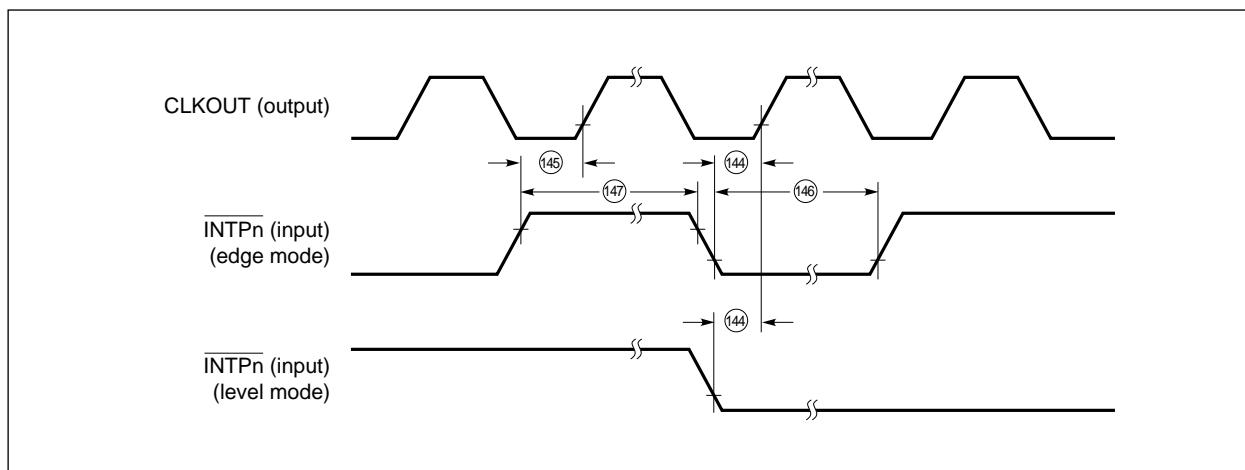 CLKOUT (output)
145
144
147
146
INTPn (input)
(edge mode)
144
INTPn (input)
(level mode)